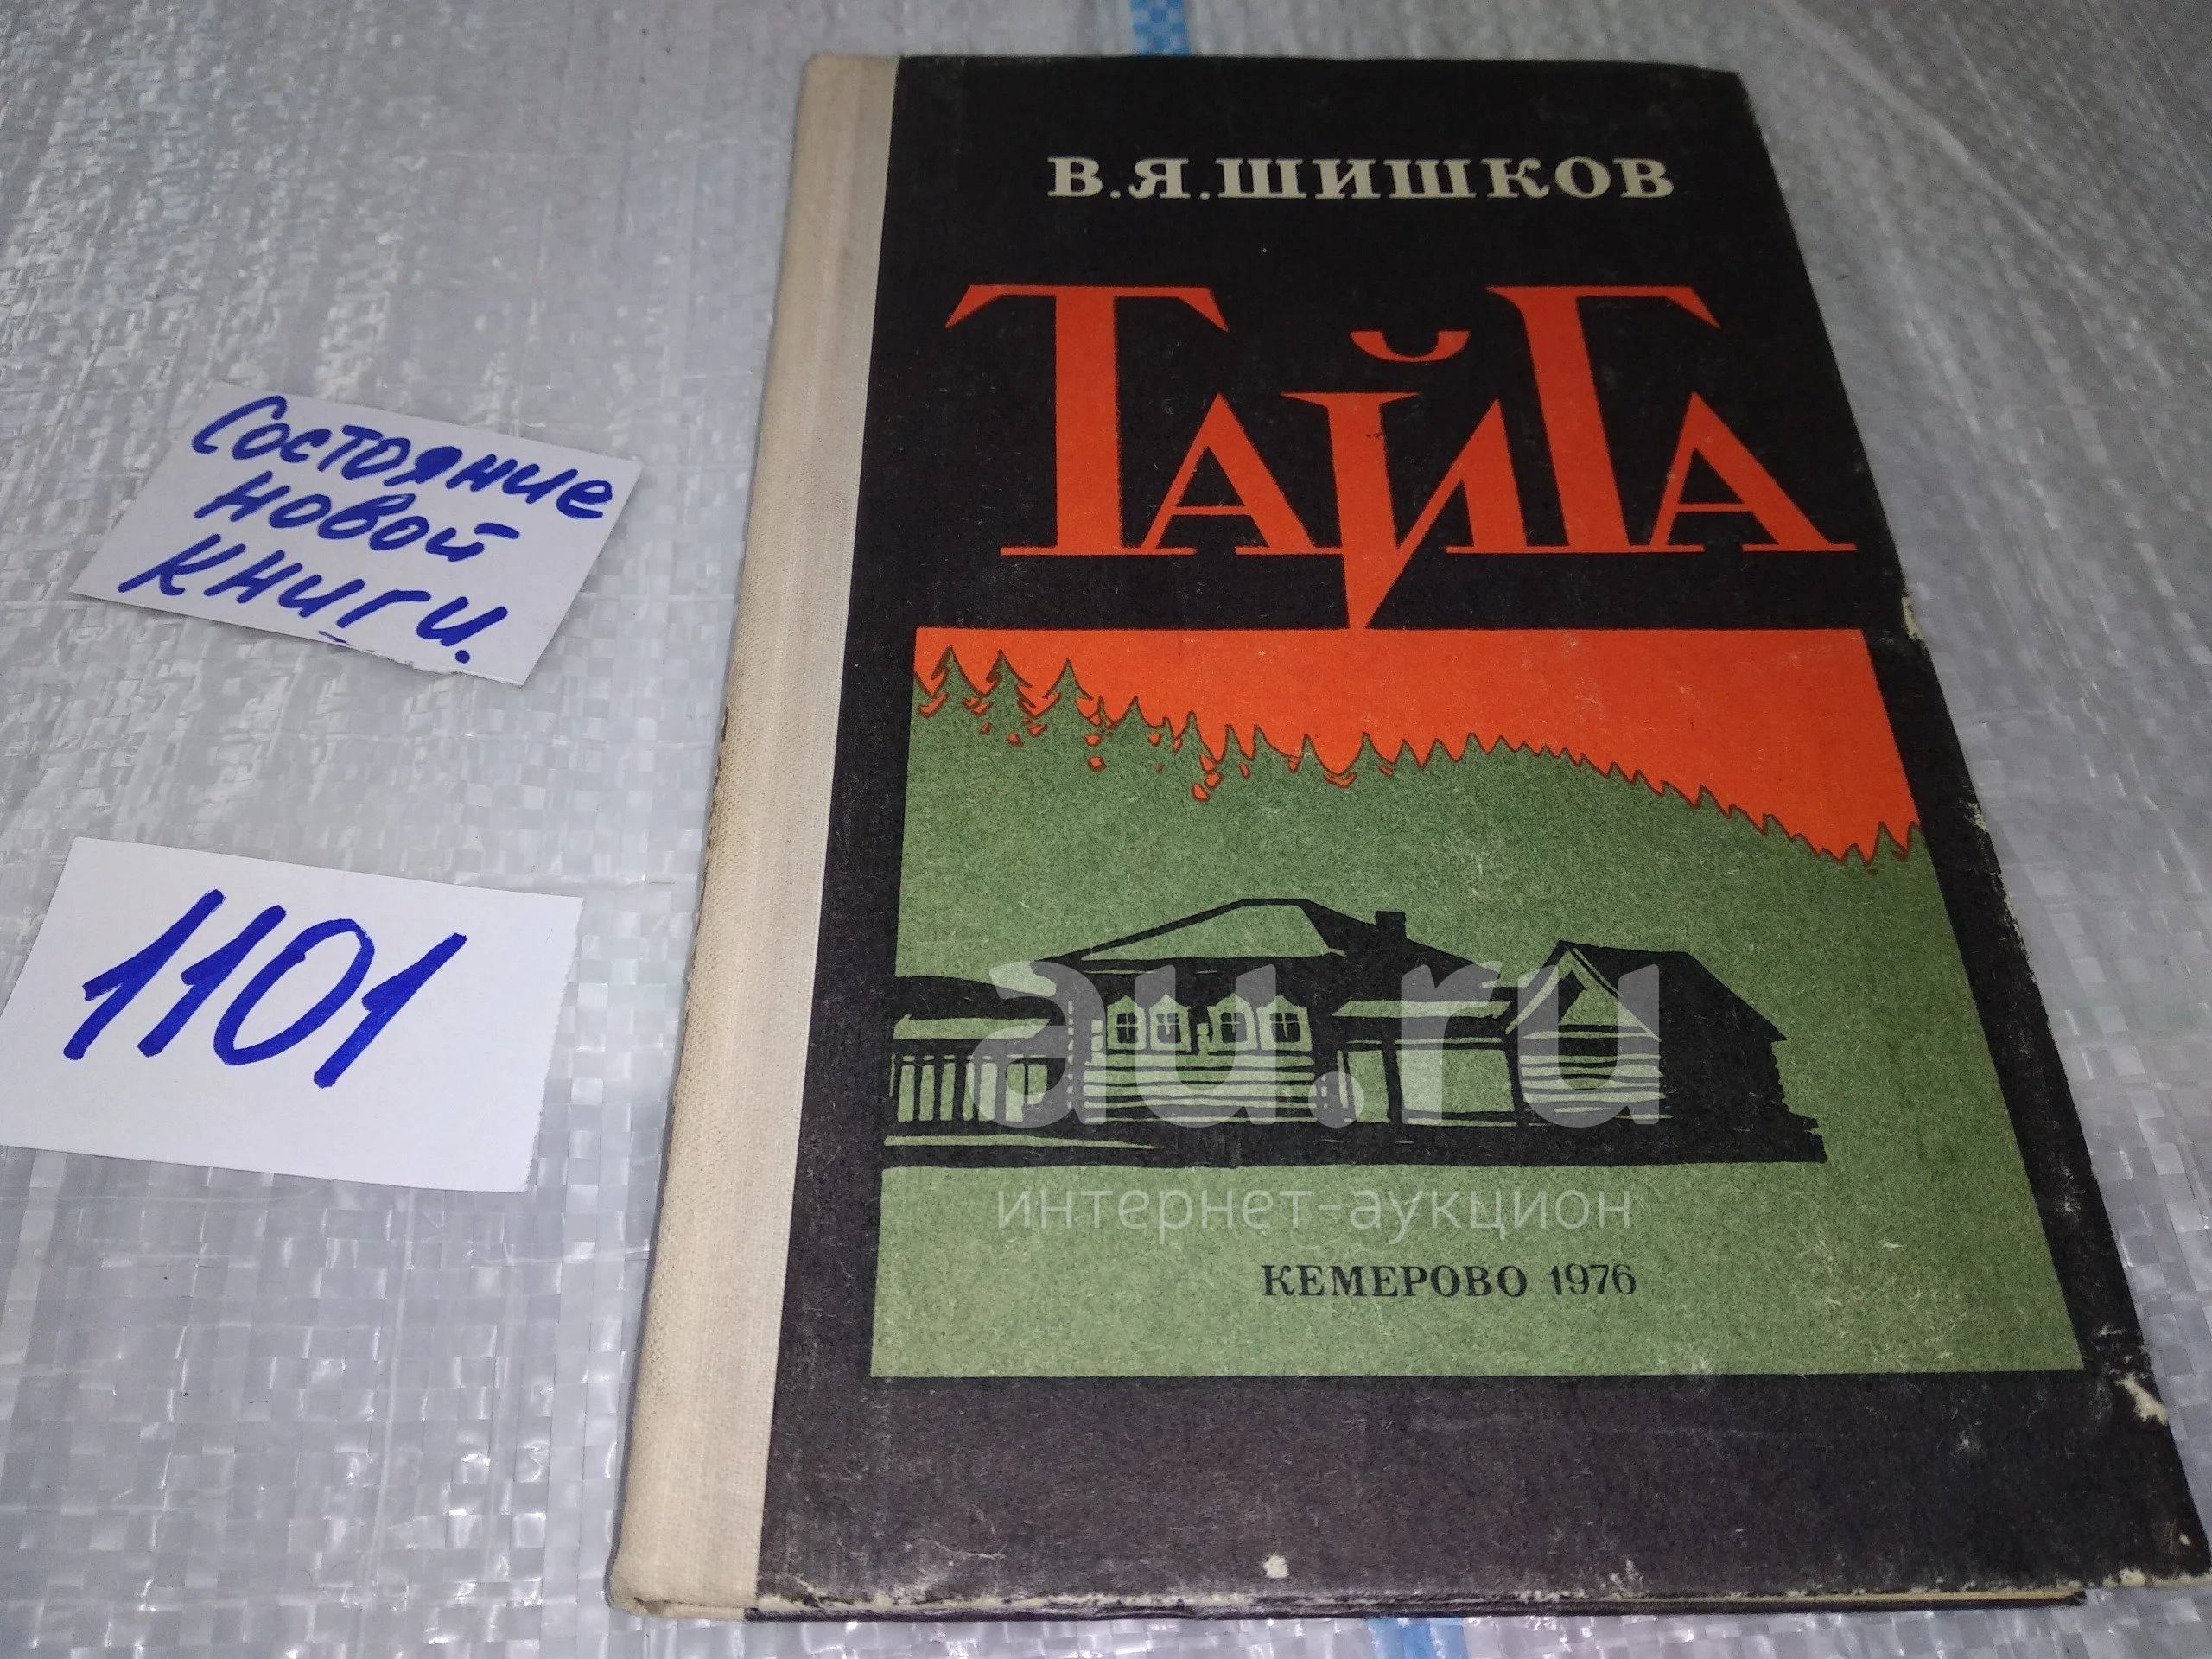 В.Я.ШИШКОВ
ТАЙГА
Состояние
новой
книги.
1101
au.ru
интернет-аукцион
КЕМЕРОВО 1976